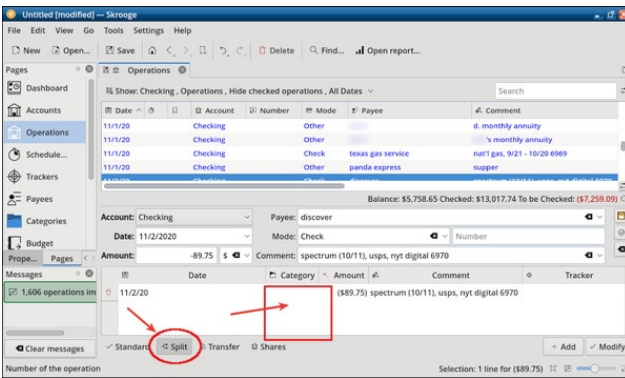 Untitled [modified] — Skrooge
File Edit View Go Tools Settings Help
New Open... Save Delete Find... Open report...
Pages
Operations
Dashboard
Accounts
Operations
Schedule...
Trackers
Payees
Categories
Budget
Prope... Pages
Messages
1,606 operations im
Clear messages
Show: Checking , Operations , Hide checked operations , All Dates
Search
Date Account Number Mode Payee Comment
11/1/20 Checking Other d. monthly annuity
11/1/20 Checking Other 's monthly annuity
11/1/20 Checking Check texas gas service nat'l gas, 9/21 - 10/20 6969
11/1/20 Checking Other panda express supper
Balance: $5,758.65 Checked: $13,017.74 To be Checked: ($7,259.09)
Account: Checking Payee: discover
Date: 11/2/2020 Mode: Check Number
Amount: -89.75 $ Comment: spectrum (10/11), usps, nyt digital 6970
Date Category Amount Comment Tracker
11/2/20 ($89.75) spectrum (10/11), usps, nyt digital 6970
Standard Split Transfer Shares
Add Modify
Number of the operation
Selection: 1 line for ($89.75)